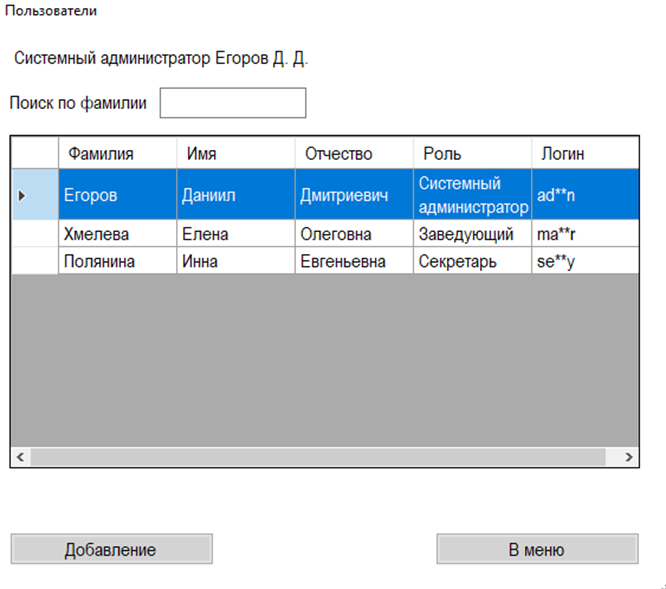 Пользователи
Системный администратор Егоров Д. Д.
Поиск по фамилии
Фамилия Имя Отчество Роль Логин
Егоров Даниил Дмитриевич Системный администратор ad**n
Хмелева Елена Олеговна Заведующий ma**r
Полянина Инна Евгеньевна Секретарь se**y
Добавление В меню